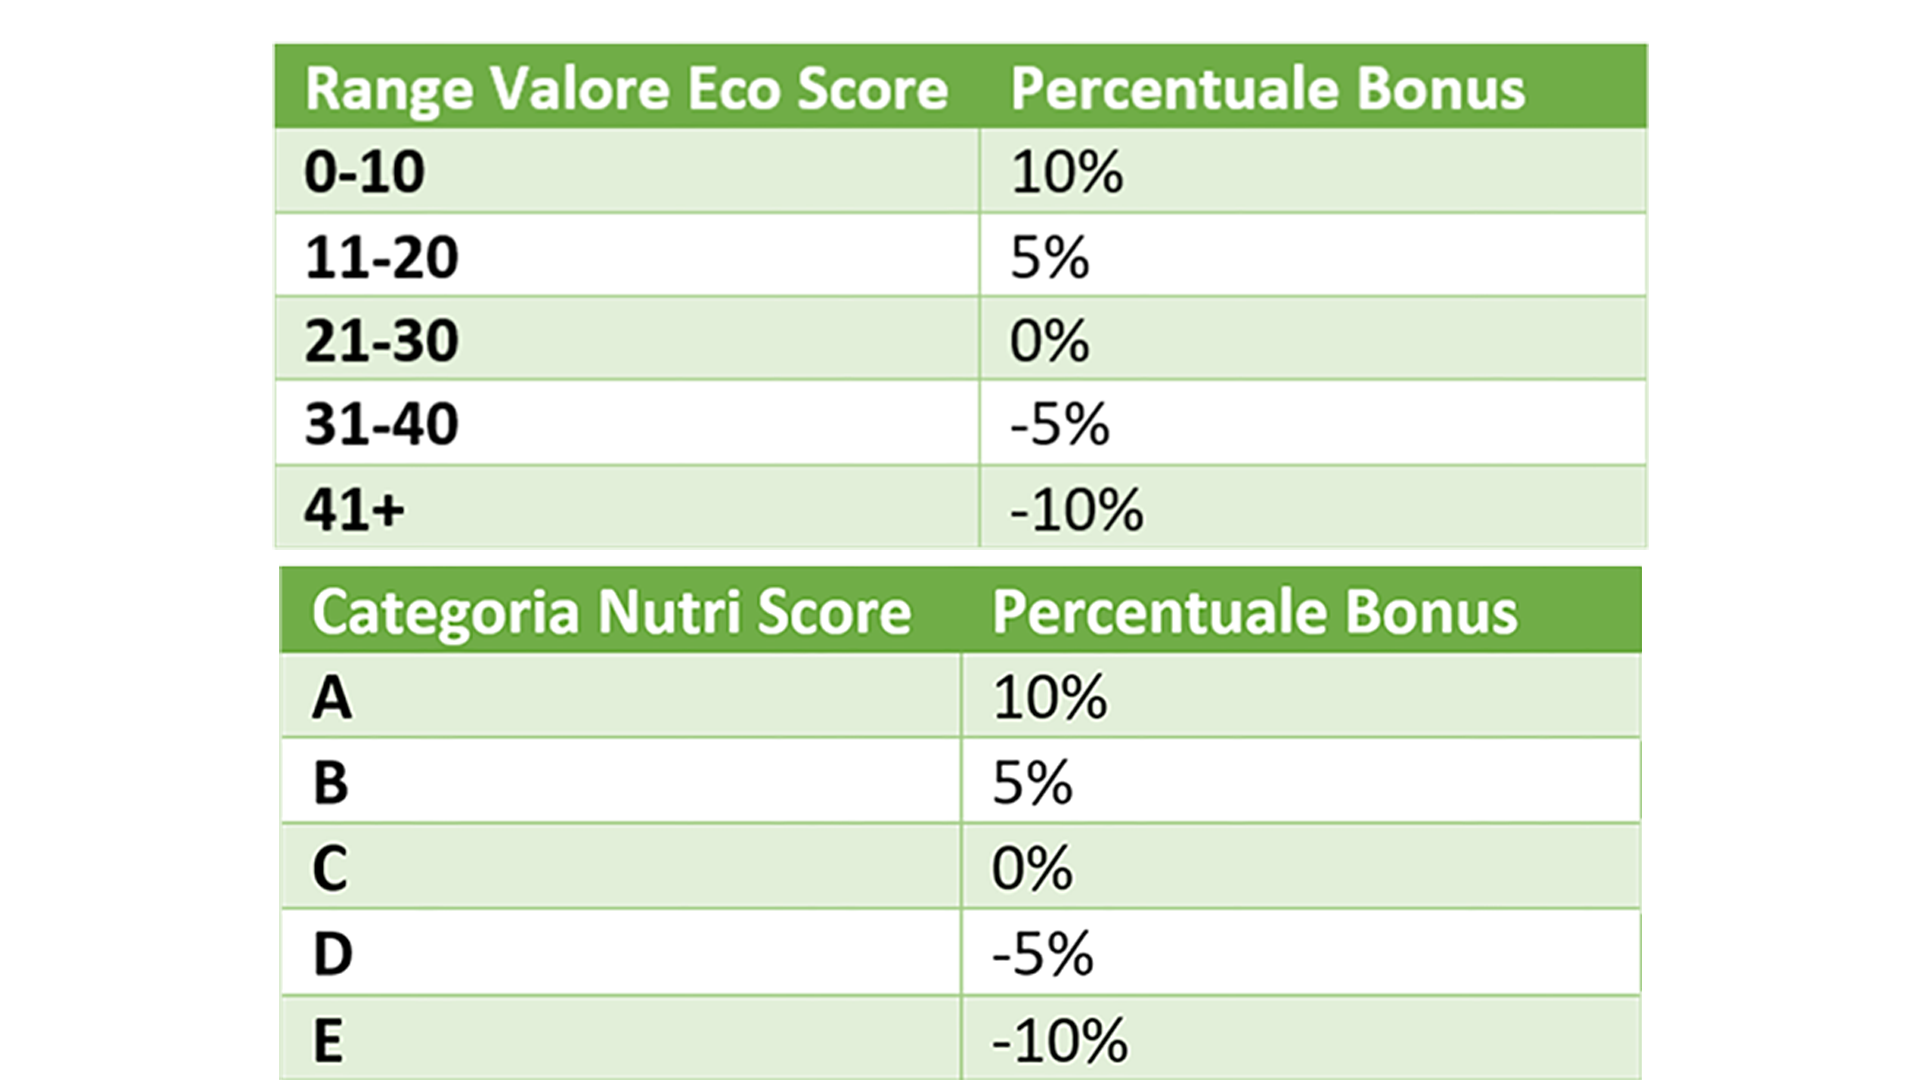 Range Valore Eco Score Percentuale Bonus
0-10 10%
11-20 5%
21-30 0%
31-40 -5%
41+ -10%
Categoria Nutri Score Percentuale Bonus
A 10%
B 5%
C 0%
D -5%
E -10%